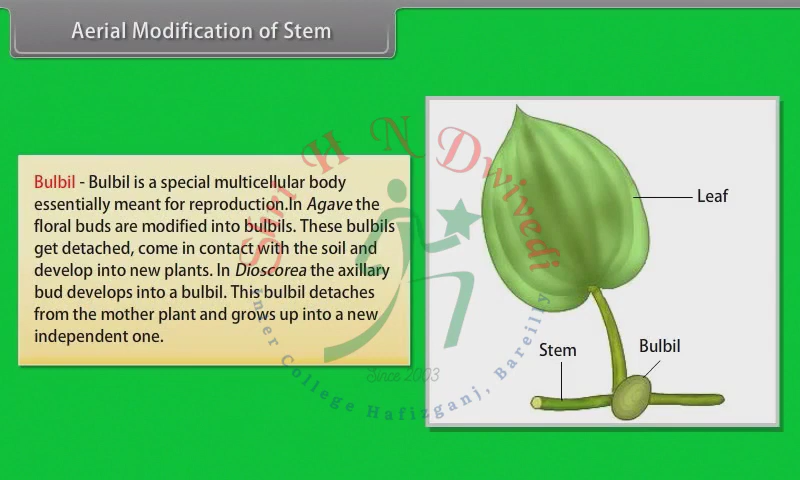 Aerial Modification of Stem
Bulbil - Bulbil is a special multicellular body
essentially meant for reproduction.In Agave the
floral buds are modified into bulbils. These bulbils
get detached, come in contact with the soil and
develop into new plants. In Dioscorea the axillary
bud develops into a bulbil. This bulbil detaches
from the mother plant and grows up into a new
independent one.
Leaf
Stem
Bulbil
Shri H N Dwivedi
Inter College Hafizganj, Bareilly
Since 2003